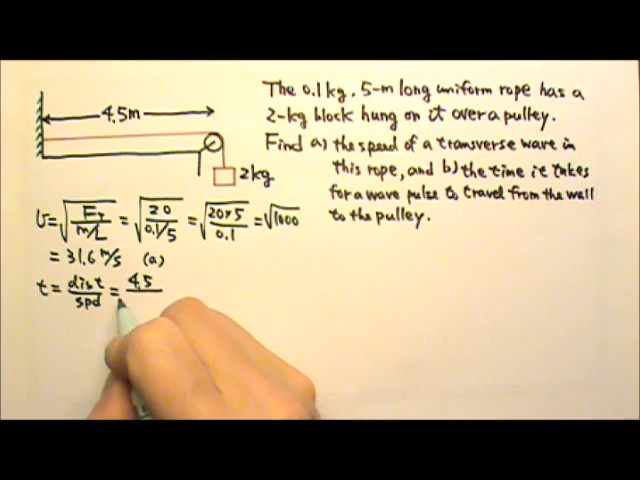 The 0.1kg, 5-m long uniform rope has a
2-kg block hung on it over a pulley.
Find a) the speed of a transverse wave in
this rope, and b) the time it takes
for a wave pulse to travel from the wall
to the pulley.
4.5m
2kg
v = √(F_T / (m/L)) = √(20 / (0.1/5)) = √(20×5 / 0.1) = √1000
= 31.6 m/s (a)
t = dist / spd = 4.5